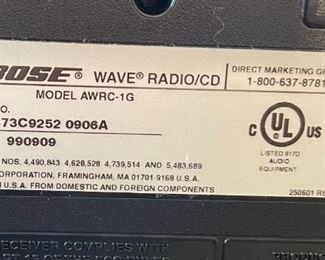 BOSE® WAVE® RADIO/CD
DIRECT MARKETING
1-800-637-8781
MODEL AWRC-1G
NO.
73C9252 0906A
990909
C UL® US
LISTED 917D
AUDIO
EQUIPMENT
NOS. 4,490,843 4,628,528 4,739,514 AND 5,483,689
CORPORATION, FRAMINGHAM, MA 01701-9168 U.S.A.
U.S.A. FROM DOMESTIC AND FOREIGN COMPONENTS
250601
RECEIVER COMPLIES WITH